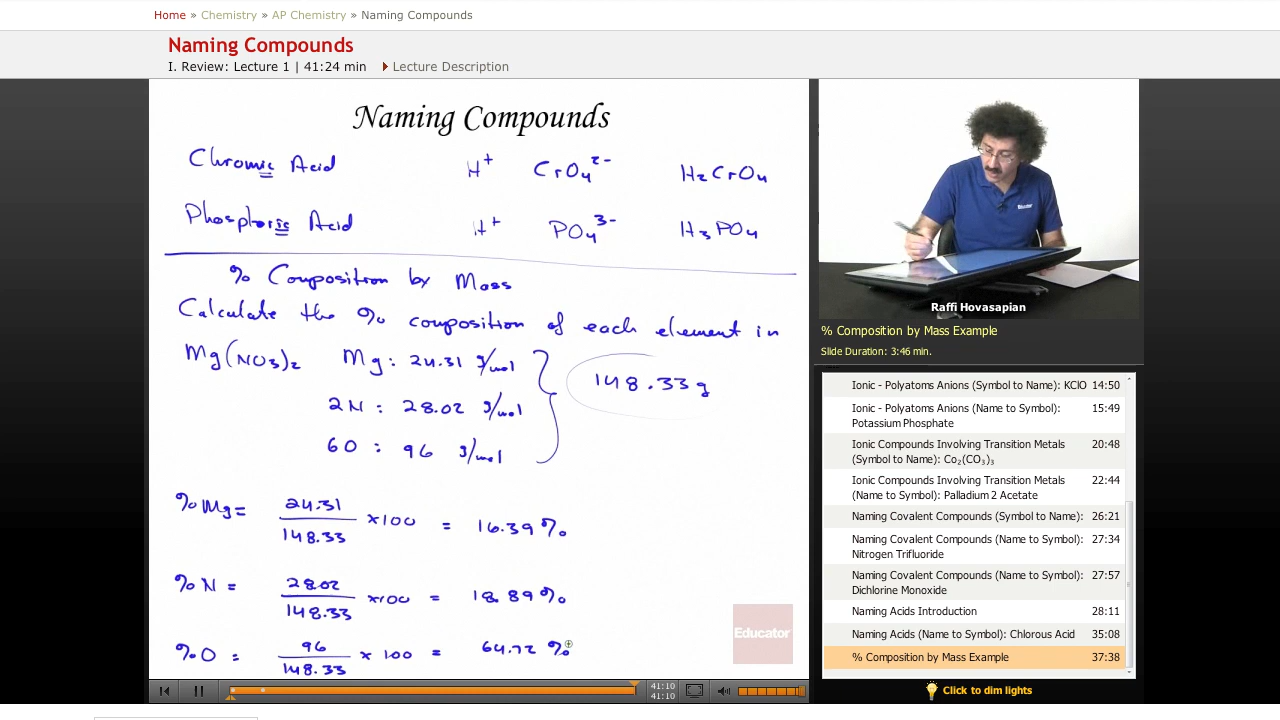 Home » Chemistry » AP Chemistry » Naming Compounds
Naming Compounds
I. Review: Lecture 1 | 41:24 min Lecture Description
Naming Compounds
Chromic Acid H⁺ CrO₄²⁻ H₂CrO₄
Phosphoric Acid H⁺ PO₄³⁻ H₃PO₄
% Composition by Mass
Calculate the % composition of each element in
Mg(NO₃)₂ Mg: 24.31 g/mol
2N: 28.02 g/mol
6O: 96 g/mol
148.33 g
%Mg = 24.31/148.33 ×100 = 16.39%
%N = 28.02/148.33 ×100 = 18.89%
%O = 96/148.33 × 100 = 64.72 %
Educator
Educator
Raffi Hovasapian
% Composition by Mass Example
Slide Duration: 3:46 min.
Ionic - Polyatoms Anions (Symbol to Name): KClO 14:50
Ionic - Polyatoms Anions (Name to Symbol): 15:49
Potassium Phosphate
Ionic Compounds Involving Transition Metals 20:48
(Symbol to Name): Co₂(CO₃)₃
Ionic Compounds Involving Transition Metals 22:44
(Name to Symbol): Palladium 2 Acetate
Naming Covalent Compounds (Symbol to Name): 26:21
Naming Covalent Compounds (Name to Symbol): 27:34
Nitrogen Trifluoride
Naming Covalent Compounds (Name to Symbol): 27:57
Dichlorine Monoxide
Naming Acids Introduction 28:11
Naming Acids (Name to Symbol): Chlorous Acid 35:08
% Composition by Mass Example 37:38
41:10
41:10
Click to dim lights